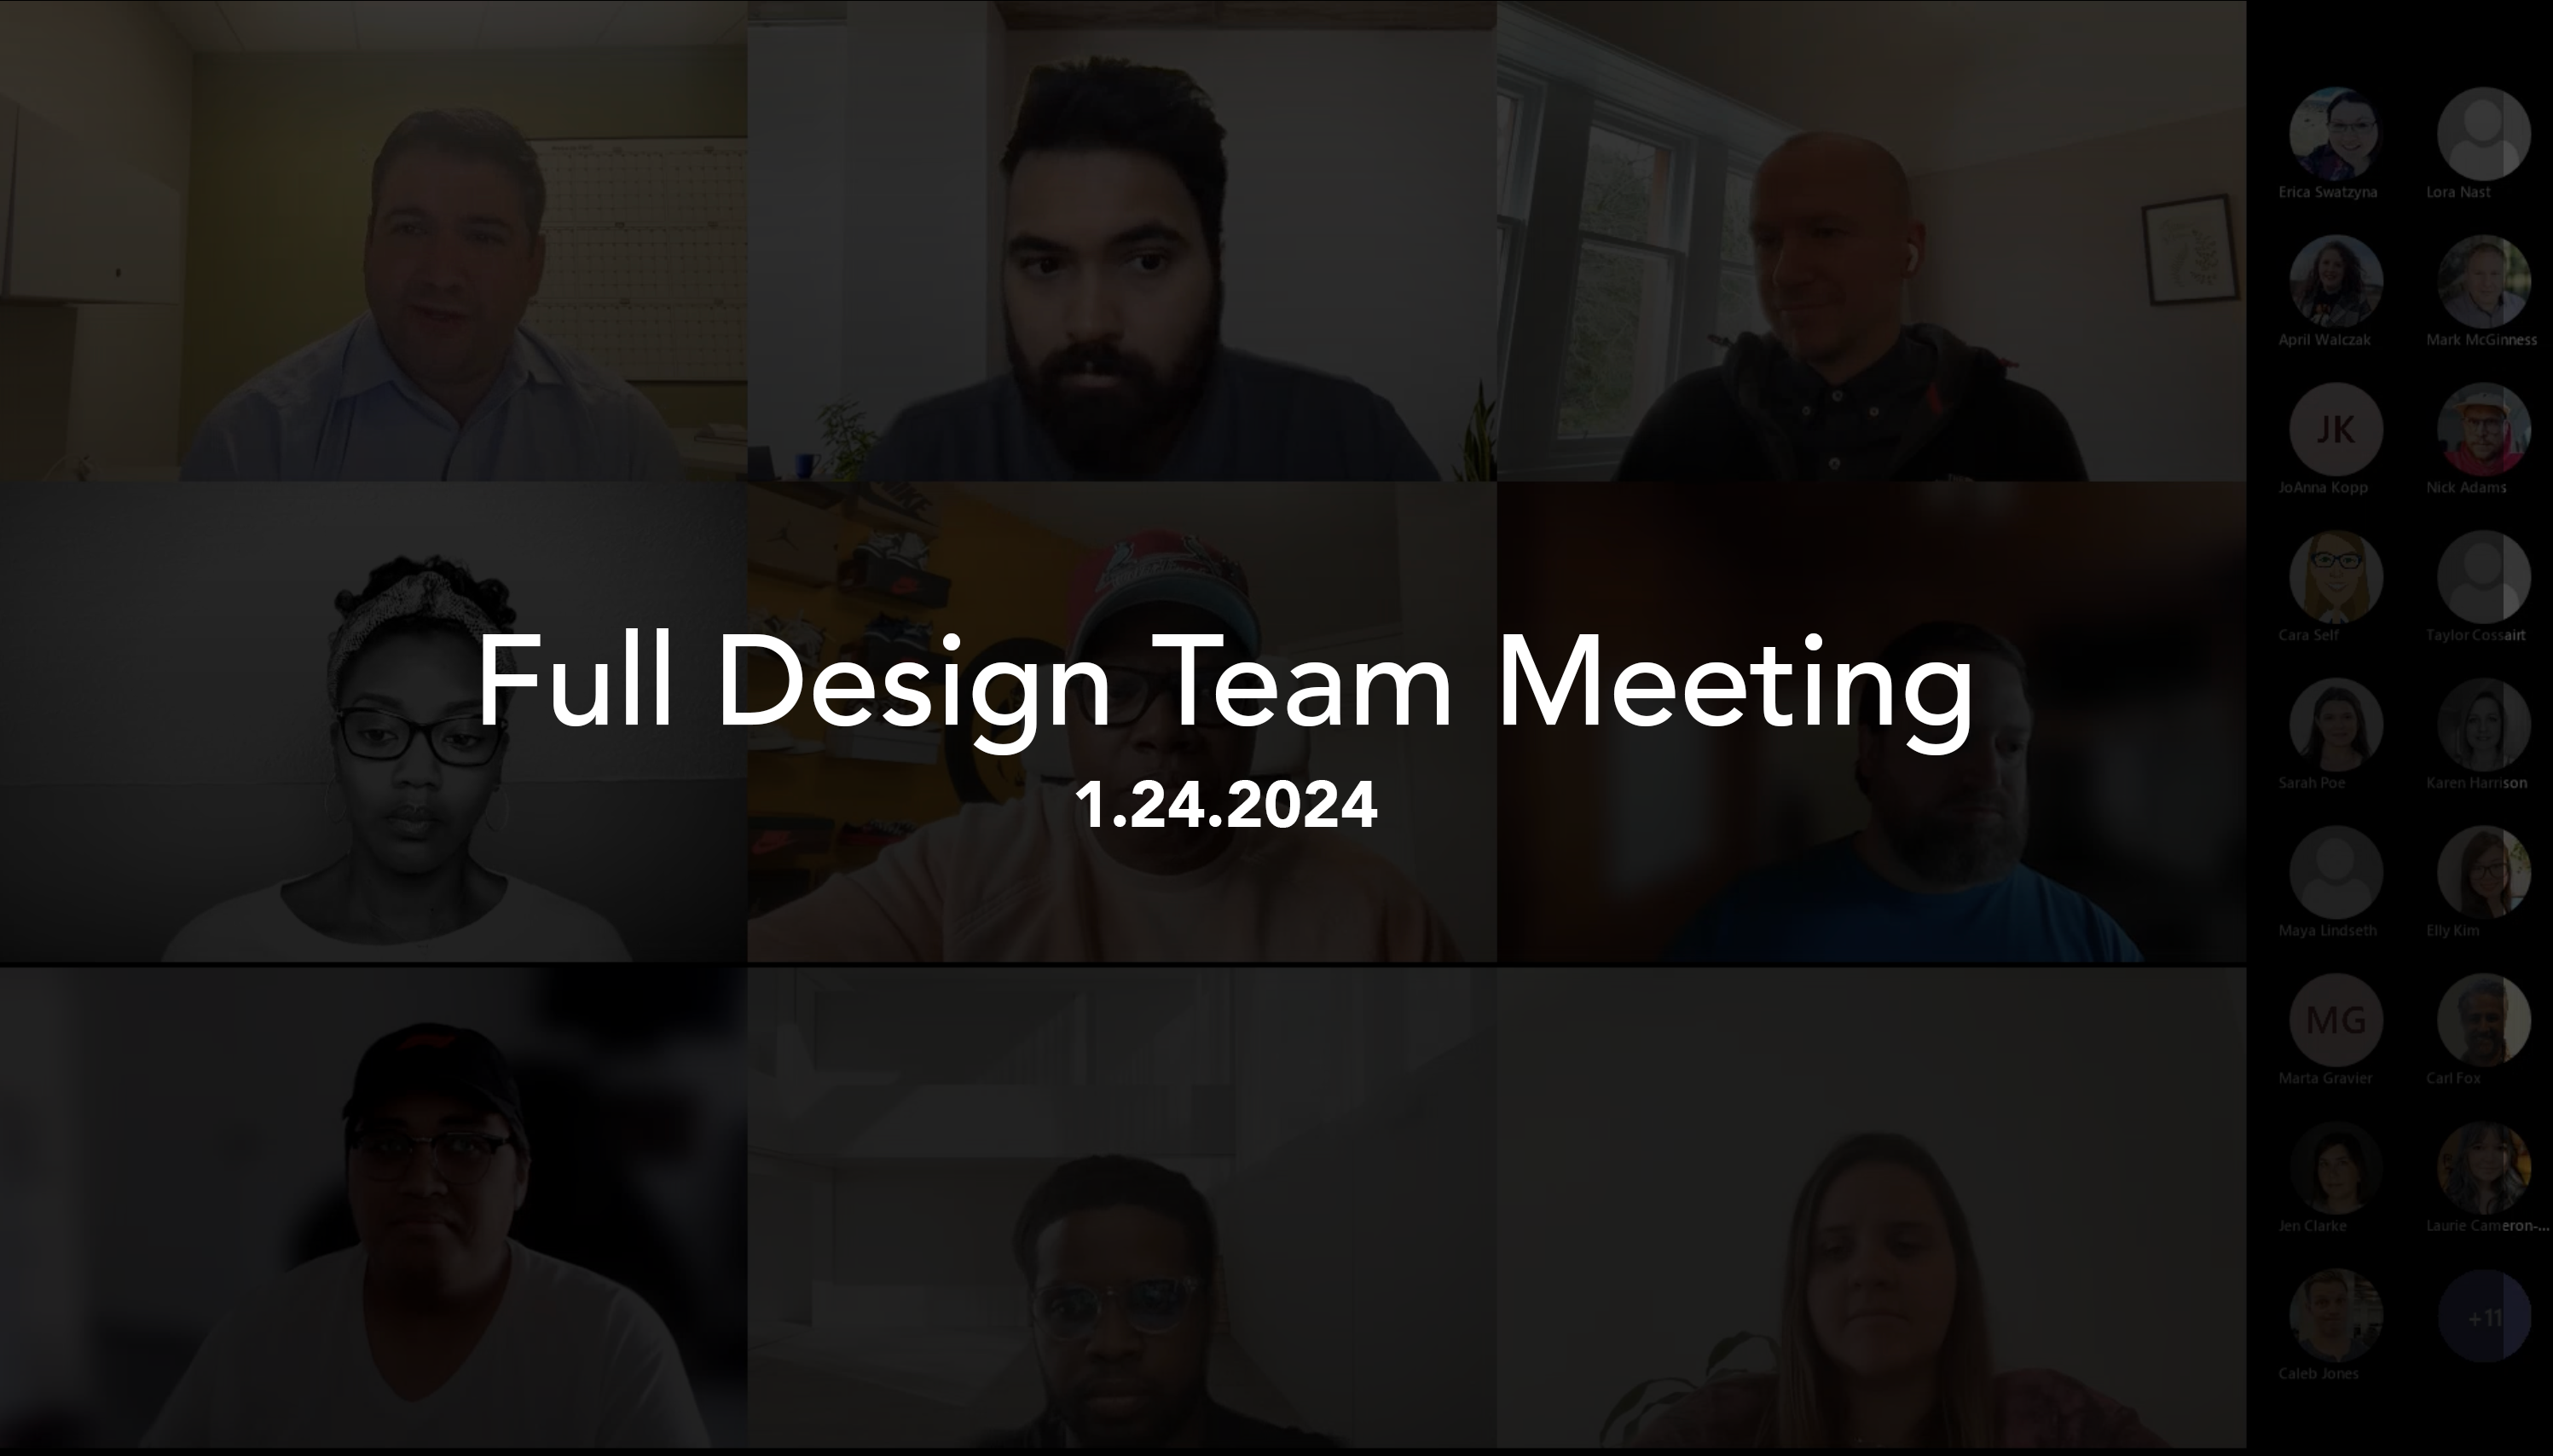 Full Design Team Meeting
1.24.2024
Erica Swatzyna
Lora Nast
April Walczak
Mark McGinness
JK
JoAnna Kopp
Nick Adams
Cara Self
Taylor Cossairt
Sarah Poe
Karen Harrison
Maya Lindseth
Elly Kim
MG
Marta Gravier
Carl Fox
Jen Clarke
Laurie Cameron-...
Caleb Jones
+11